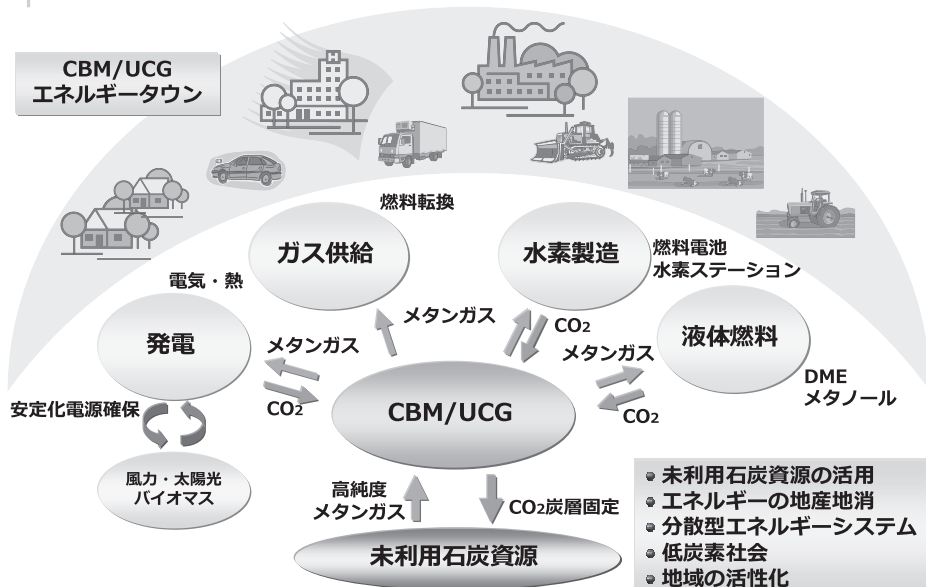 CBM/UCG
エネルギータウン
燃料転換
ガス供給
水素製造
燃料電池
水素ステーション
電気・熱
発電
メタンガス
メタンガス
CO2
メタンガス
液体燃料
CO2
CBM/UCG
CO2
DME
メタノール
安定化電源確保
風力・太陽光
バイオマス
高純度
メタンガス
CO2炭層固定
未利用石炭資源
未利用石炭資源の活用
エネルギーの地産地消
分散型エネルギーシステム
低炭素社会
地域の活性化